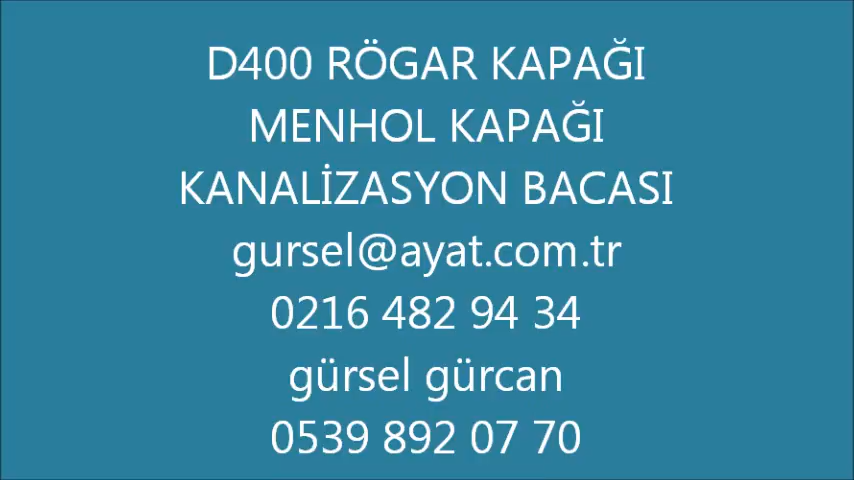 D400 RÖGAR KAPAĞI
MENHOL KAPAĞI
KANALİZASYON BACASI
gursel@ayat.com.tr
0216 482 94 34
gürsel gürcan
0539 892 07 70